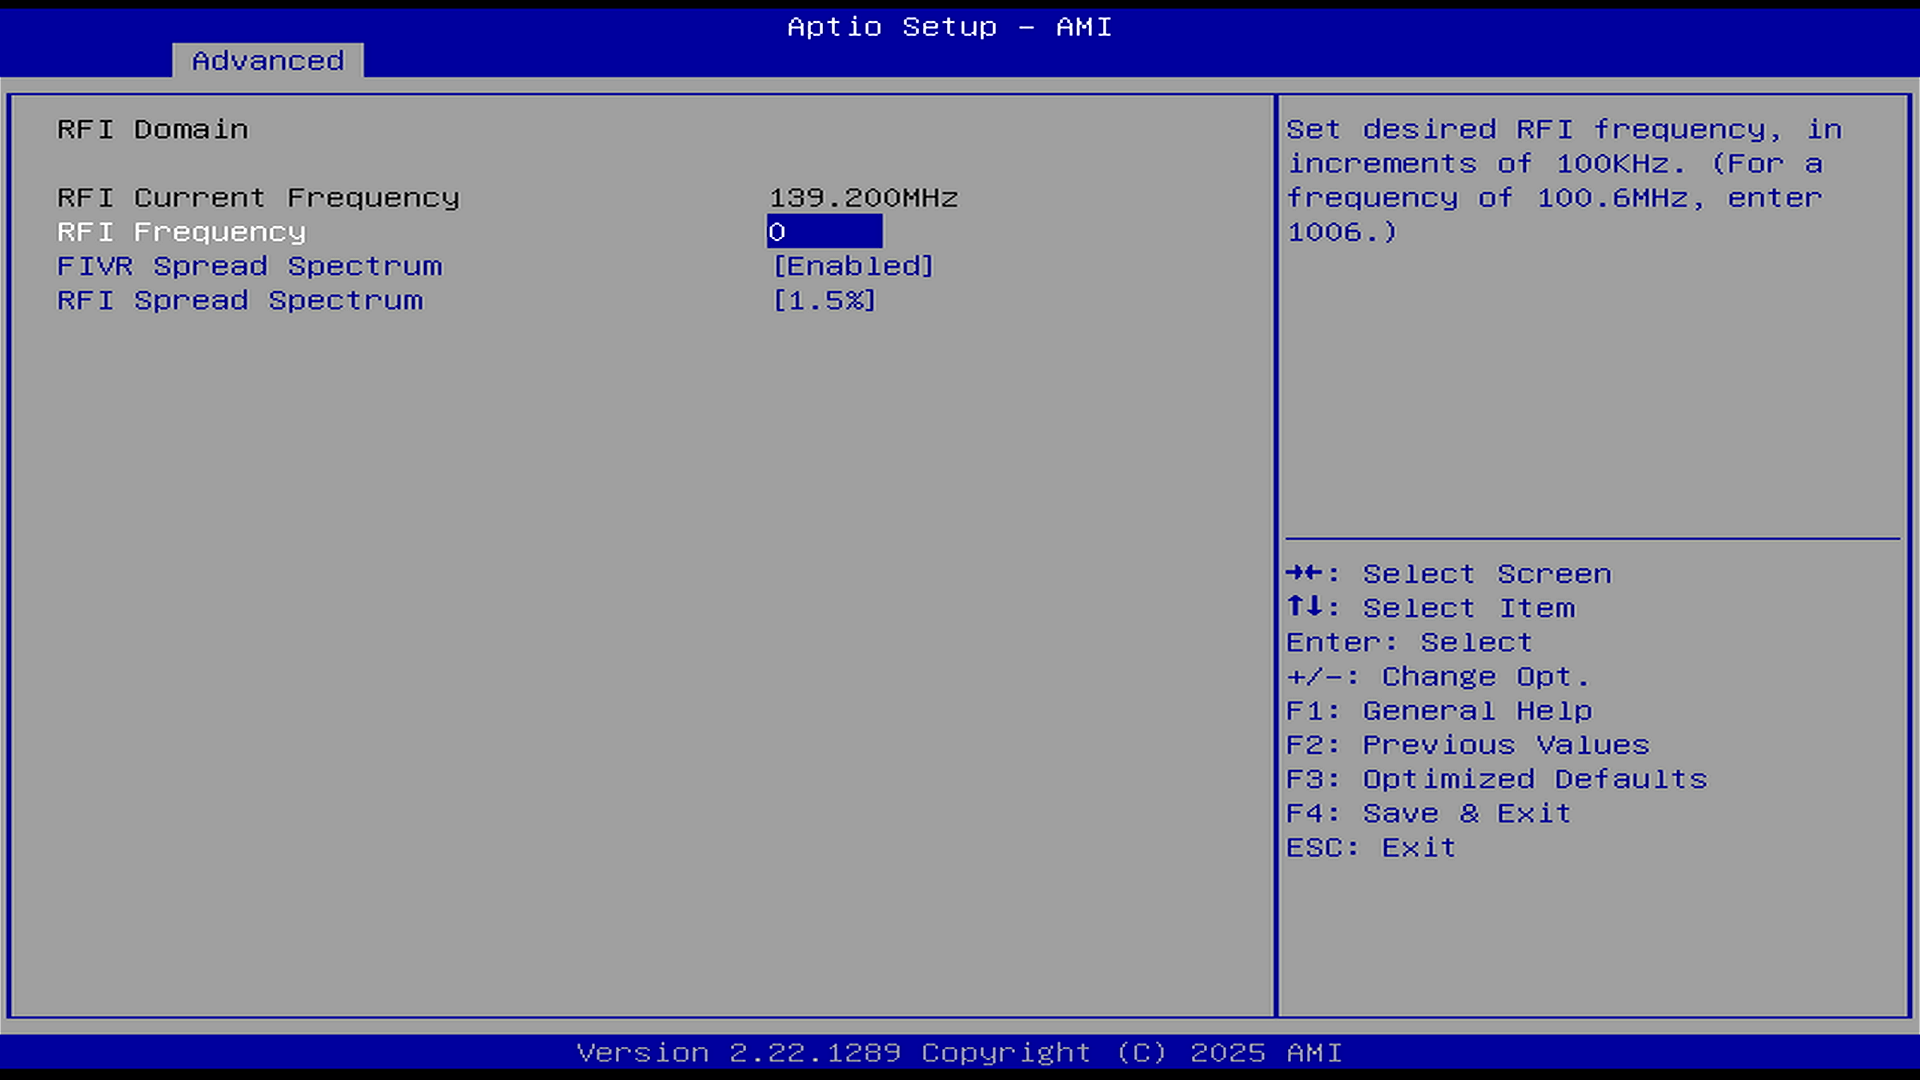 Aptio Setup – AMI
Advanced
RFI Domain
RFI Current Frequency 139.200MHz
RFI Frequency 0
FIVR Spread Spectrum [Enabled]
RFI Spread Spectrum [1.5%]
Set desired RFI frequency, in
increments of 100KHz. (For a
frequency of 100.6MHz, enter
1006.)
→←: Select Screen
↑↓: Select Item
Enter: Select
+/-: Change Opt.
F1: General Help
F2: Previous Values
F3: Optimized Defaults
F4: Save & Exit
ESC: Exit
Version 2.22.1289 Copyright (C) 2025 AMI